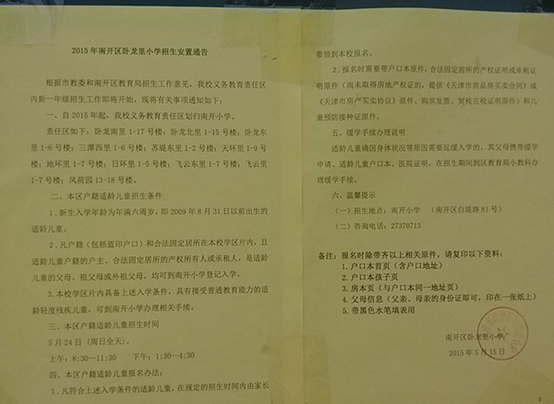 2015年南开区卧龙里小学招生安置通告
根据市教委和南开区教育局招生工作意见，我校义务教育责任区
内新一年级招生工作即将开始，现将有关事项通知如下：
一、自2015年起，我校义务教育责任区划归南开小学。
责任区如下：卧龙南里1-17号楼；卧龙北里1-15号楼；卧龙东
里1-6号楼；三潭西里1-6号楼；苏堤东里1-2号楼；天环里1-9号
楼；地环里1-7号楼；日环里1-5号楼；飞云东里1-7号楼；飞云里
1-7号楼；风荷园13-18号楼。
二、本区户籍适龄儿童招生条件
1.新生入学年龄为年满六周岁，即2009年8月31日以前出生的
适龄儿童。
2.凡户籍（包括蓝印户口）和合法固定居所在本校学区片内，且
适龄儿童户籍的户主、合法固定居所的产权所有人或承租人，是适龄
儿童的父母、祖父母或外祖父母，均可到南开小学登记入学。
3.本校学区片内具备上述入学条件，具有接受普通教育能力的适
龄轻度残疾儿童，可到南开小学办理相关手续。
三、本区户籍适龄儿童招生时间
5月24日（周日全天）。
上午：8:30—11:30 下午：1:30—4:30
四、本区户籍适龄儿童报名办法：
1.凡符合上述入学条件的适龄儿童，在规定的招生时间内由家长
带领到本校报名。
2.报名时需要带户口本原件，合法固定居所的产权证明或承租证
明原件（尚未取得房地产权证的，提供《天津市商品房买卖合同》或
《天津市房产买卖协议》原件、购房发票、契税完税证明原件）和儿
童预防接种证原件。
五、缓学手续办理说明
适龄儿童病因身体状况等原因需要延缓入学的，其父母携带缓学
申请、适龄儿童户口本、医院证明，在招生期间到区教育局小教科办
理缓学手续。
六、温馨提示
（一）招生地点：南开小学 （南开区白堤路81号）
（二）咨询电话：27370713
备注：报名时除带齐以上相关原件，请复印以下资料：
1.户口本首页（含户口地址）
2.户口本孩子页
3.房本页（与户口本同一地址页）
4.父母信息（父亲、母亲的身份证即可，印在一张纸上）
5.带黑色水笔填表用
南开区卧龙里小学
2015年5月15日
2